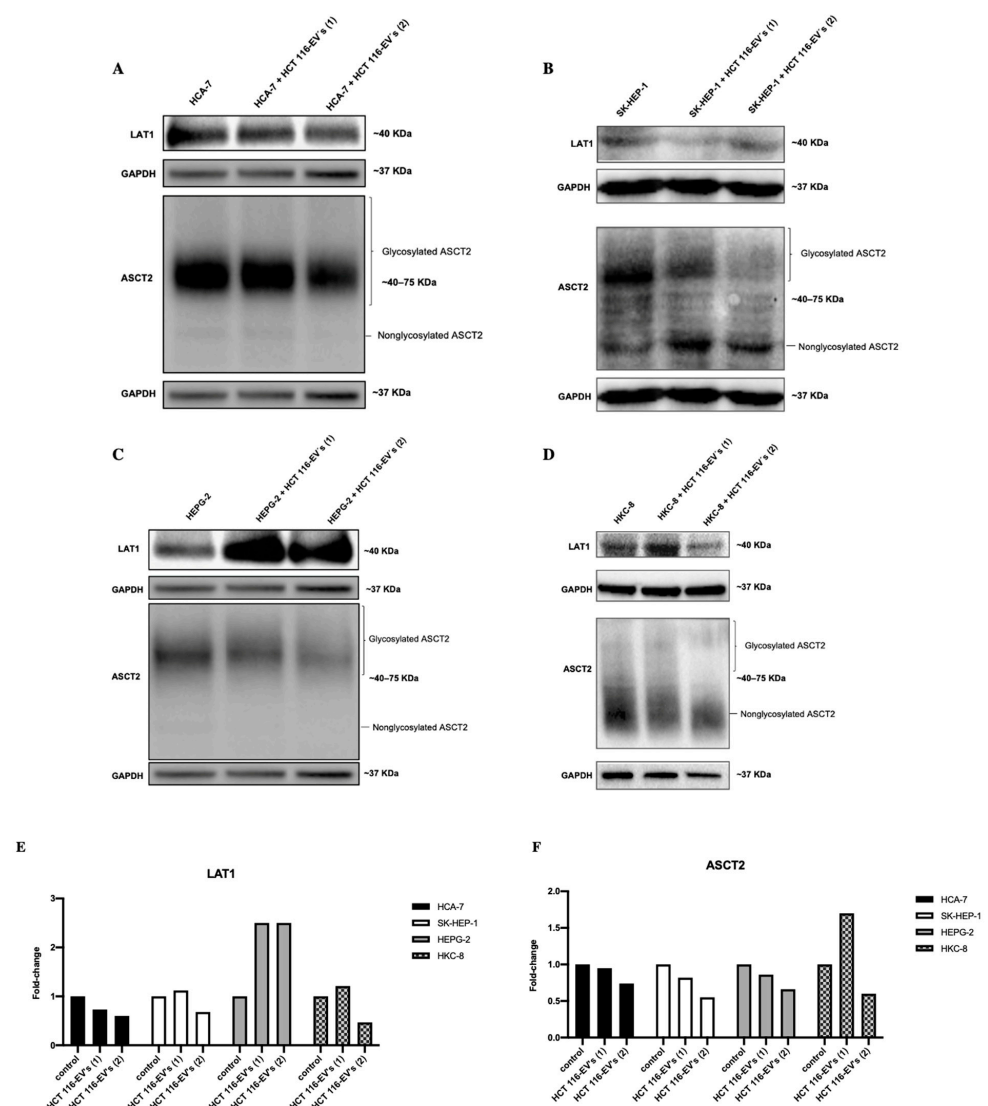 A
HCA-7
HCA-7 + HCT 116-EV´s (1)
HCA-7 + HCT 116-EV´s (2)
LAT1
~40 KDa
GAPDH
~37 KDa
ASCT2
Glycosylated ASCT2
~40–75 KDa
Nonglycosylated ASCT2
GAPDH
~37 KDa
B
SK-HEP-1
SK-HEP-1 + HCT 116-EV´s (1)
SK-HEP-1 + HCT 116-EV´s (2)
LAT1
~40 KDa
GAPDH
~37 KDa
ASCT2
Glycosylated ASCT2
~40–75 KDa
Nonglycosylated ASCT2
GAPDH
~37 KDa
C
HEPG-2
HEPG-2 + HCT 116-EV´s (1)
HEPG-2 + HCT 116-EV´s (2)
LAT1
~40 KDa
GAPDH
~37 KDa
ASCT2
Glycosylated ASCT2
~40–75 KDa
Nonglycosylated ASCT2
GAPDH
~37 KDa
D
HKC-8
HKC-8 + HCT 116-EV´s (1)
HKC-8 + HCT 116-EV´s (2)
LAT1
~40 KDa
GAPDH
~37 KDa
ASCT2
Glycosylated ASCT2
~40–75 KDa
Nonglycosylated ASCT2
GAPDH
~37 KDa
E
LAT1
Fold-change
3
2
1
0
control
HCT 116-EV's (1)
HCT 116-EV's (2)
control
HCT 116-EV's (1)
HCT 116-EV's (2)
control
HCT 116-EV's (1)
HCT 116-EV's (2)
control
HCT 116-EV's (1)
HCT 116-EV's (2)
HCA-7
SK-HEP-1
HEPG-2
HKC-8
F
ASCT2
Fold-change
2.0
1.5
1.0
0.5
0.0
control
HCT 116-EV's (1)
HCT 116-EV's (2)
control
HCT 116-EV's (1)
HCT 116-EV's (2)
control
HCT 116-EV's (1)
HCT 116-EV's (2)
control
HCT 116-EV's (1)
HCT 116-EV's (2)
HCA-7
SK-HEP-1
HEPG-2
HKC-8